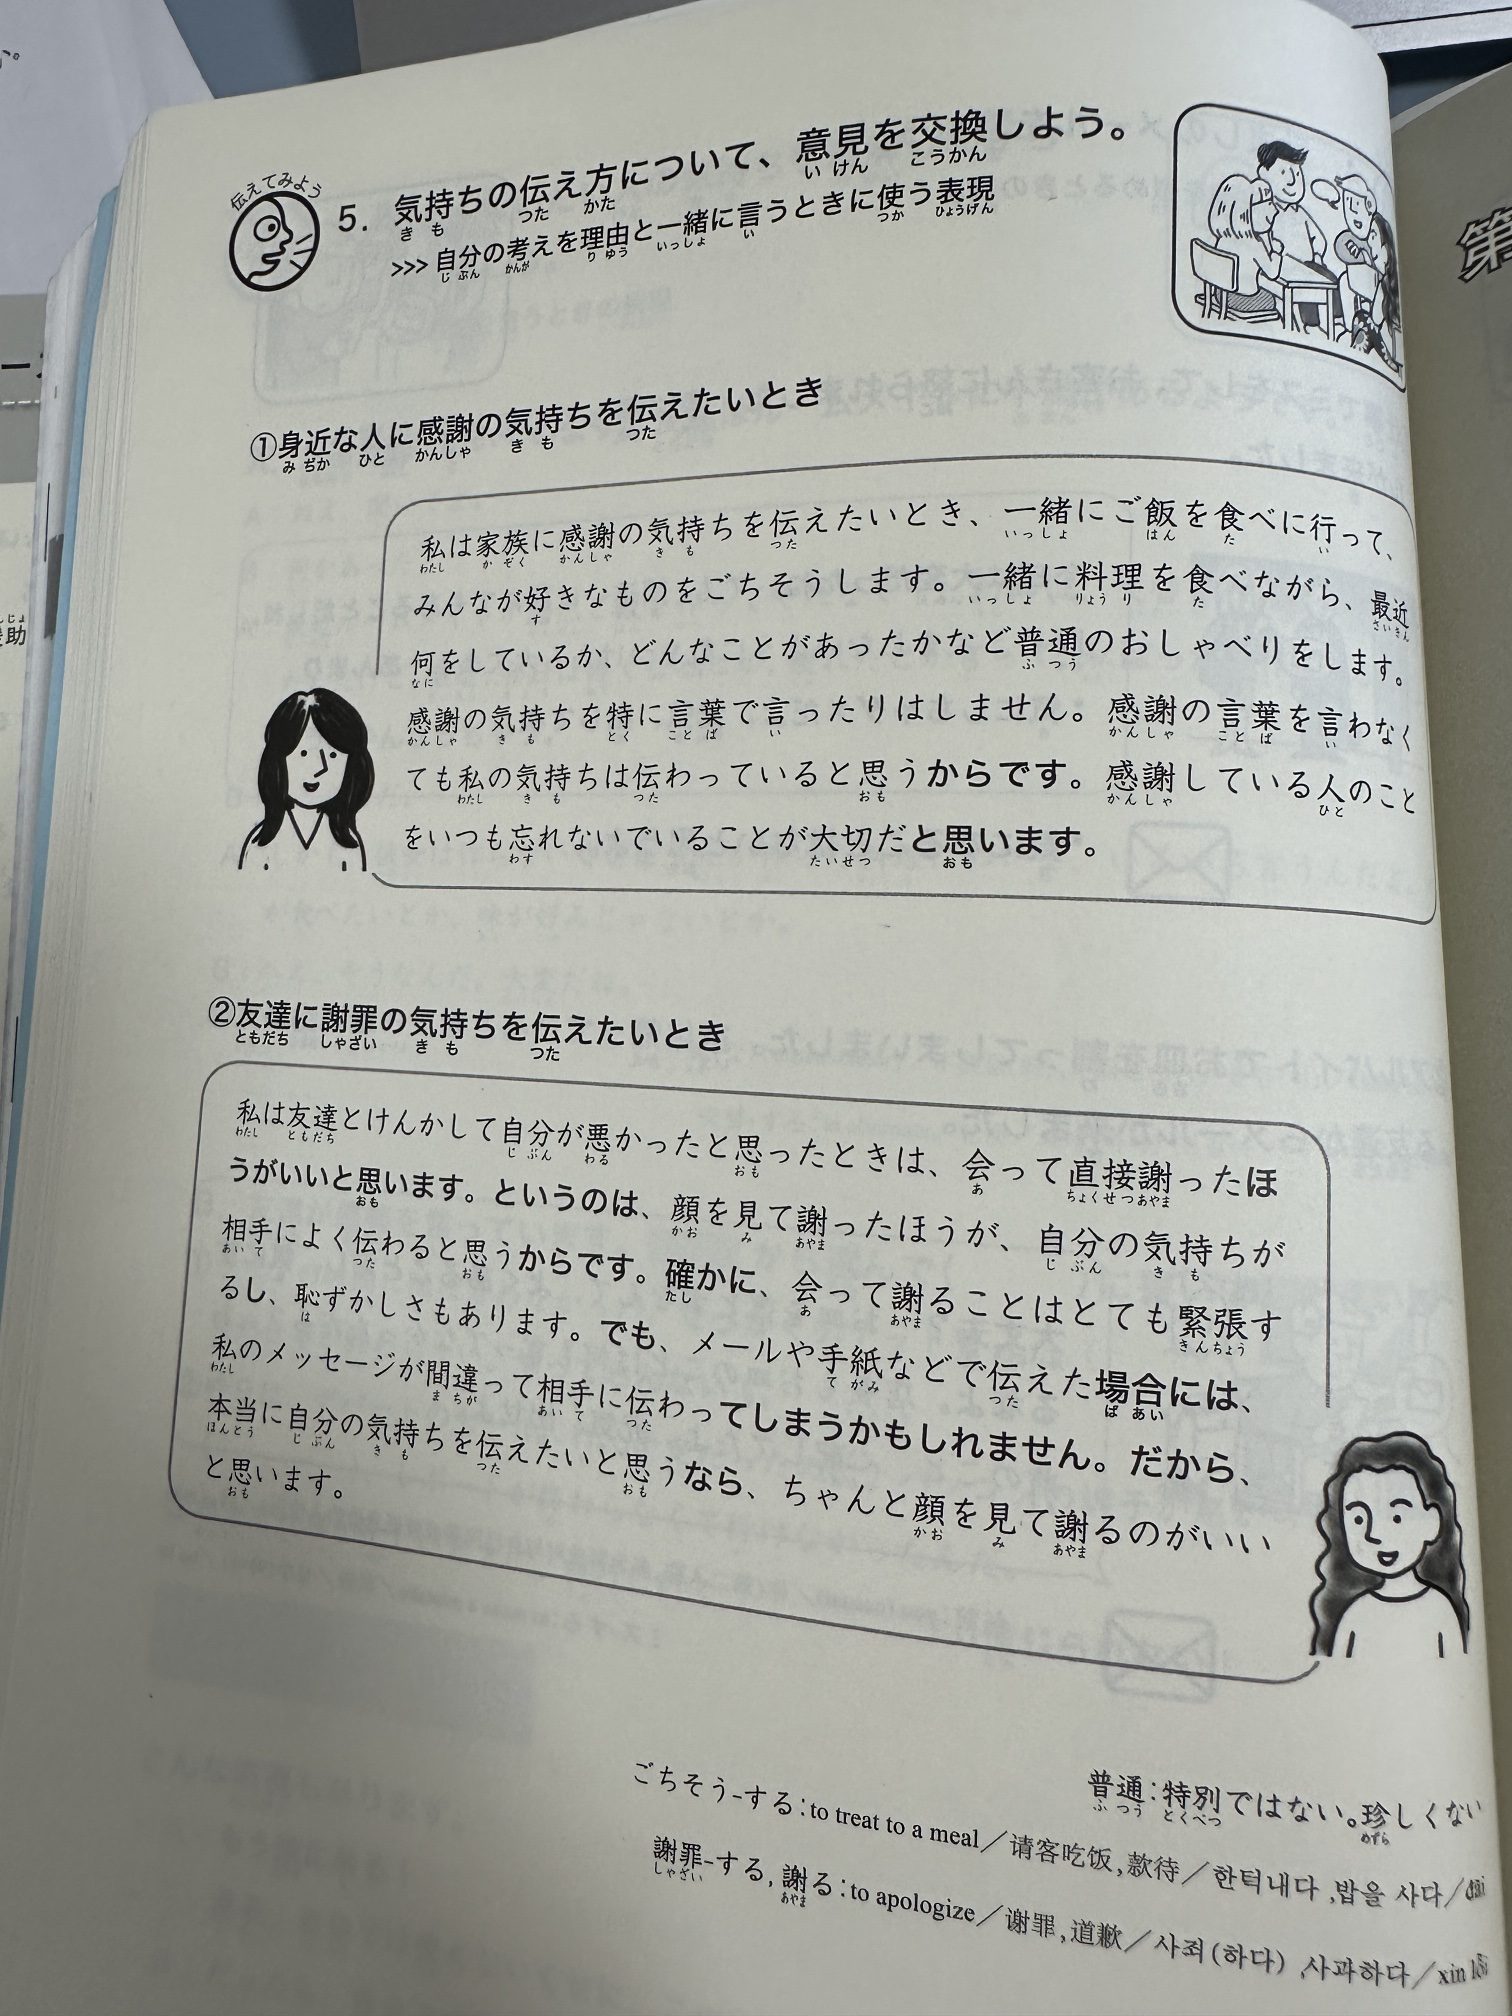 伝えてみよう
5. 気持ちの伝え方について、意見を交換しよう。
>>> 自分の考えを理由と一緒に言うときに使う表現
①身近な人に感謝の気持ちを伝えたいとき
私は家族に感謝の気持ちを伝えたいとき、一緒にご飯を食べに行って、
みんなが好きなものをごちそうします。一緒に料理を食べながら、最近
何をしているか、どんなことがあったかなど普通のおしゃべりをします。
感謝の気持ちを特に言葉で言ったりはしません。感謝の言葉を言わなく
ても私の気持ちは伝わっていると思うからです。感謝している人のこと
をいつも忘れないでいることが大切だと思います。
②友達に謝罪の気持ちを伝えたいとき
私は友達とけんかして自分が悪かったと思ったときは、会って直接謝ったほ
うがいいと思います。というのは、顔を見て謝ったほうが、自分の気持ちが
相手によく伝わると思うからです。確かに、会って謝ることはとても緊張す
るし、恥ずかしさもあります。でも、メールや手紙などで伝えた場合には、
私のメッセージが間違って相手に伝わってしまうかもしれません。だから、
本当に自分の気持ちを伝えたいと思うなら、ちゃんと顔を見て謝るのがいい
と思います。
普通：特別ではない。珍しくない
ごちそう-する：to treat to a meal／请客吃饭,款待／한턱내다 ,밥을 사다／
謝罪-する, 謝る：to apologize／谢罪,道歉／사죄(하다) ,사과하다／xin